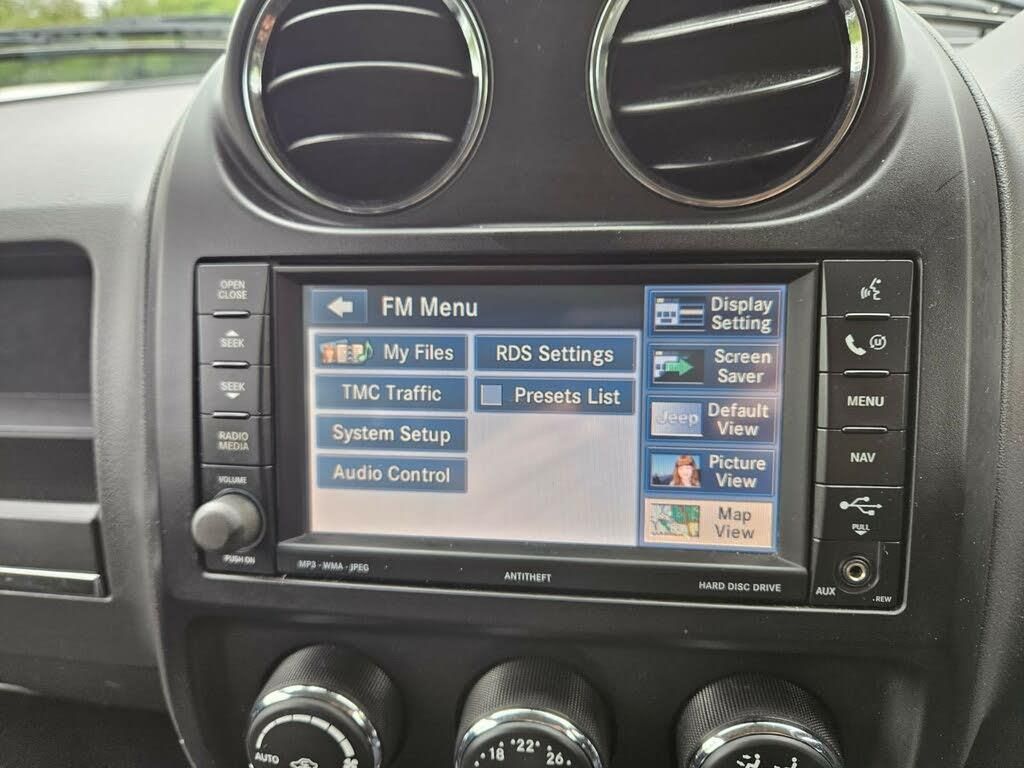 OPEN
CLOSE
SEEK
SEEK
RADIO
MEDIA
VOLUME
PUSH ON
FM Menu
My Files
TMC Traffic
System Setup
Audio Control
RDS Settings
Presets List
Display
Setting
Screen
Saver
Jeep
Default
View
Picture
View
Map
View
MENU
NAV
PULL
AUX
.REW
MP3 - WMA - JPEG
ANTITHEFT
HARD DISC DRIVE
AUTO
18 22 26